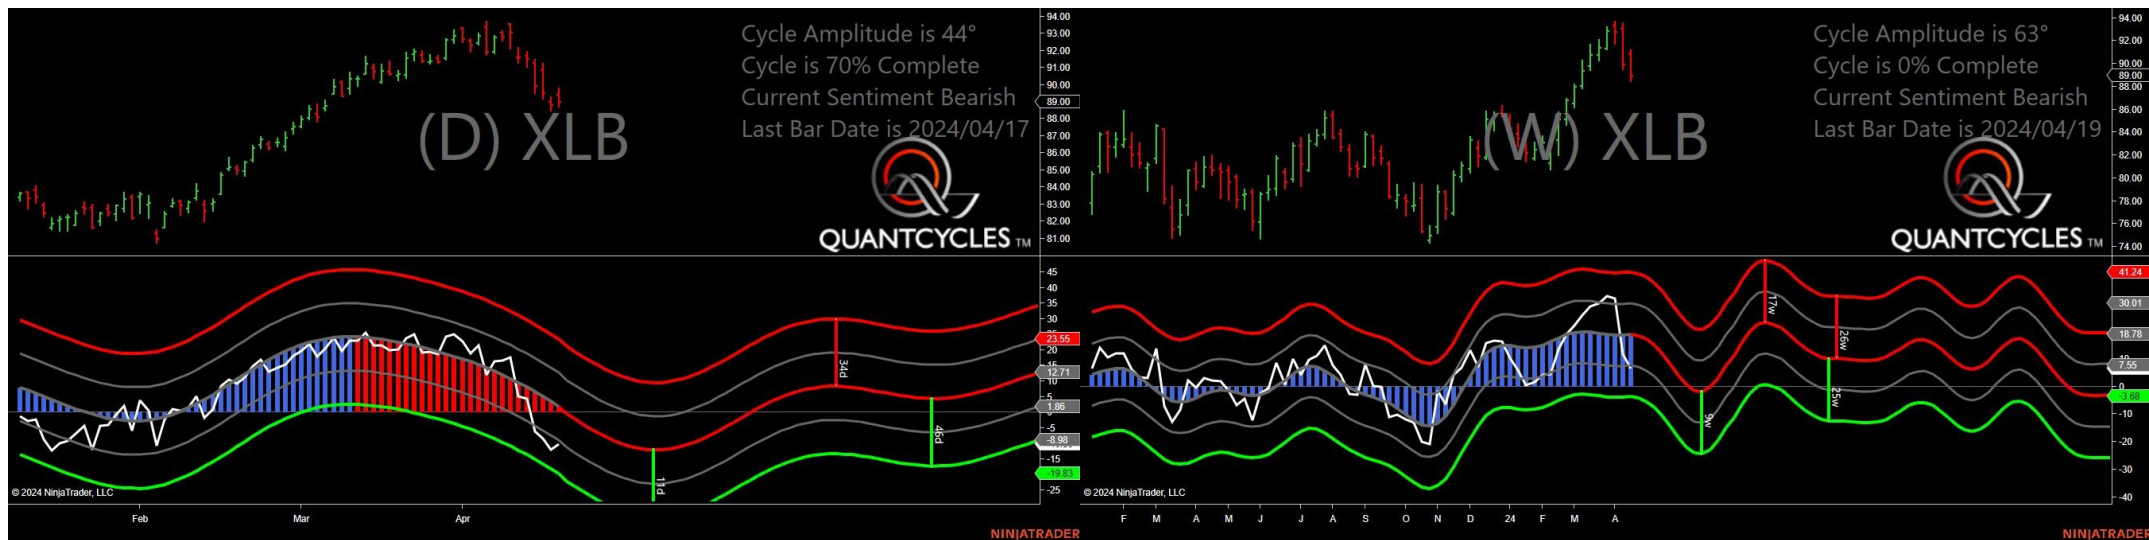 Cycle Amplitude is 44°
Cycle is 70% Complete
Current Sentiment Bearish
Last Bar Date is 2024/04/17
(D) XLB
QUANTCYCLES TM
94.00
93.00
92.00
91.00
90.00
89.00
88.00
87.00
86.00
85.00
84.00
83.00
82.00
81.00
45
40
35
30
23.55
20
12.71
10
5
1.86
-5
-8.98
-15
-19.83
-25
34d
46d
11d
© 2024 NinjaTrader, LLC
Feb Mar Apr
NINJATRADER
Cycle Amplitude is 63°
Cycle is 0% Complete
Current Sentiment Bearish
Last Bar Date is 2024/04/19
(W) XLB
QUANTCYCLES TM
94.00
92.00
90.00
89.00
88.00
86.00
84.00
82.00
80.00
78.00
76.00
74.00
41.24
30.01
18.78
7.55
0
-3.68
-10
-20
-30
-40
17w
26w
25w
9w
© 2024 NinjaTrader, LLC
F M A M J J A S O N D 24 F M A
NINJATRADER